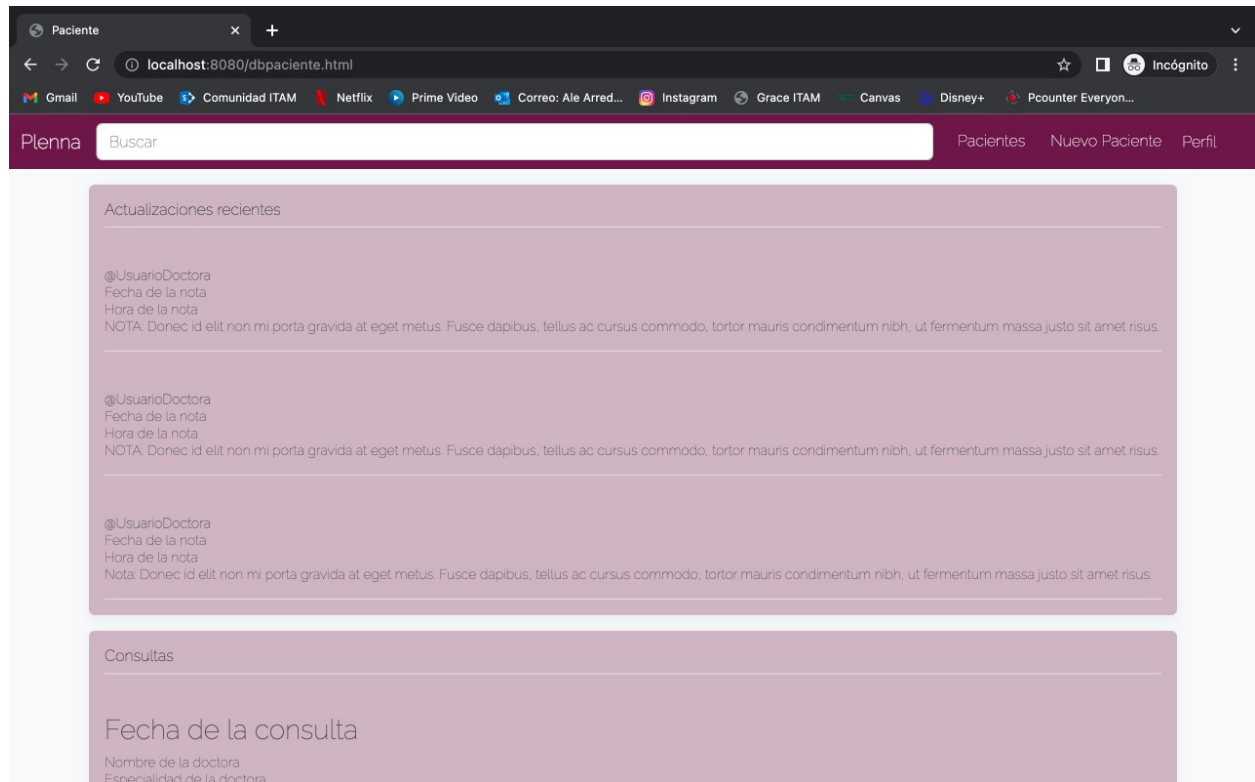 Paciente
localhost:8080/dbpaciente.html
Incógnito
Gmail YouTube Comunidad ITAM Netflix Prime Video Correo: Ale Arred... Instagram Grace ITAM Canvas Disney+ Pcounter Everyon...
Plenna Buscar Pacientes Nuevo Paciente Perfil
Actualizaciones recientes
@UsuarioDoctora
Fecha de la nota
Hora de la nota
NOTA: Donec id elit non mi porta gravida at eget metus. Fusce dapibus, tellus ac cursus commodo, tortor mauris condimentum nibh, ut fermentum massa justo sit amet risus.
@UsuarioDoctora
Fecha de la nota
Hora de la nota
NOTA: Donec id elit non mi porta gravida at eget metus. Fusce dapibus, tellus ac cursus commodo, tortor mauris condimentum nibh, ut fermentum massa justo sit amet risus.
@UsuarioDoctora
Fecha de la nota
Hora de la nota
Nota: Donec id elit non mi porta gravida at eget metus. Fusce dapibus, tellus ac cursus commodo, tortor mauris condimentum nibh, ut fermentum massa justo sit amet risus.
Consultas
Fecha de la consulta
Nombre de la doctora
Especialidad de la doctora